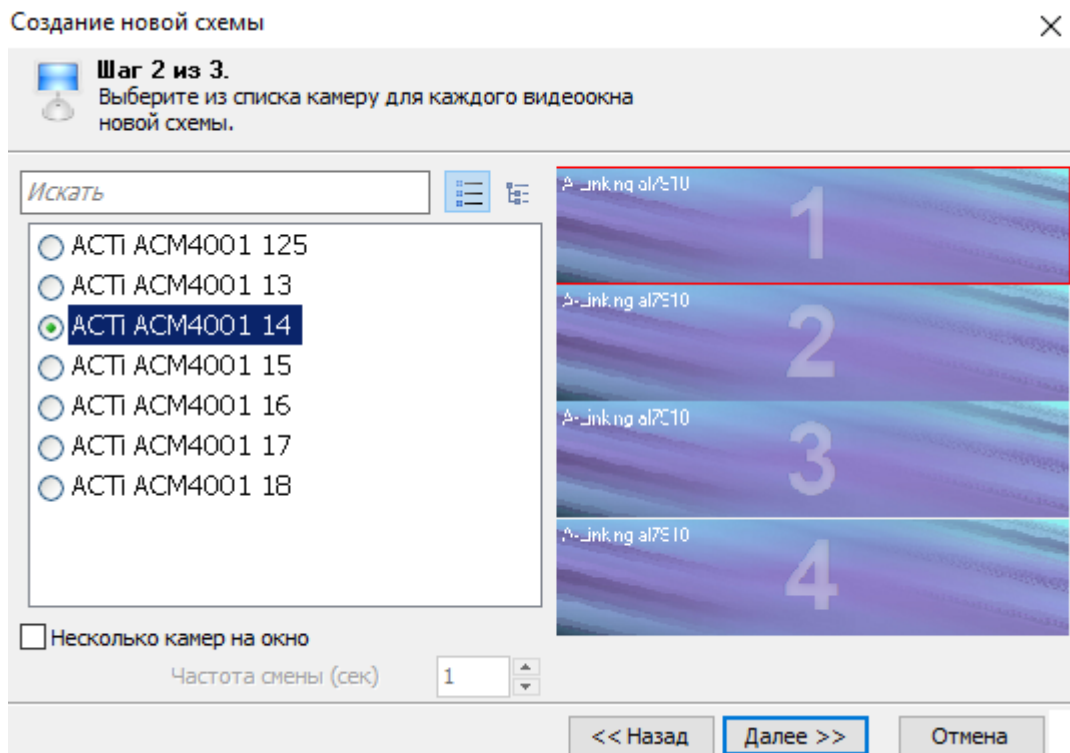 Создание новой схемы
Шаг 2 из 3.
Выберите из списка камеру для каждого видеоокна
новой схемы.
Искать
ACTi ACM4001 125
ACTi ACM4001 13
ACTi ACM4001 14
ACTi ACM4001 15
ACTi ACM4001 16
ACTi ACM4001 17
ACTi ACM4001 18
Несколько камер на окно
Частота смены (сек) 1
1
2
3
4
<< Назад Далее >> Отмена